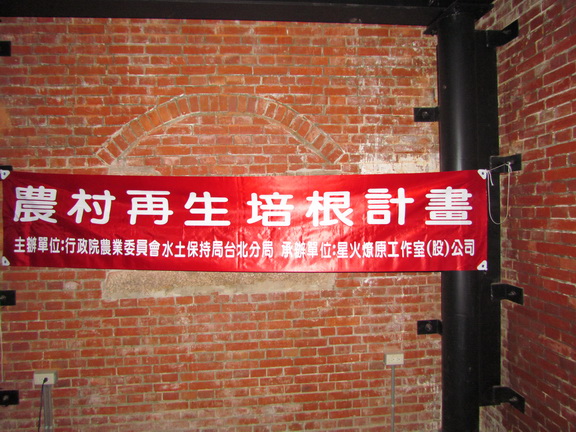 農村再生 培根計畫
主辦單位:行政院農業委員會水土保持局台北分局 承辦單位:星火燎原工作室(股)公司